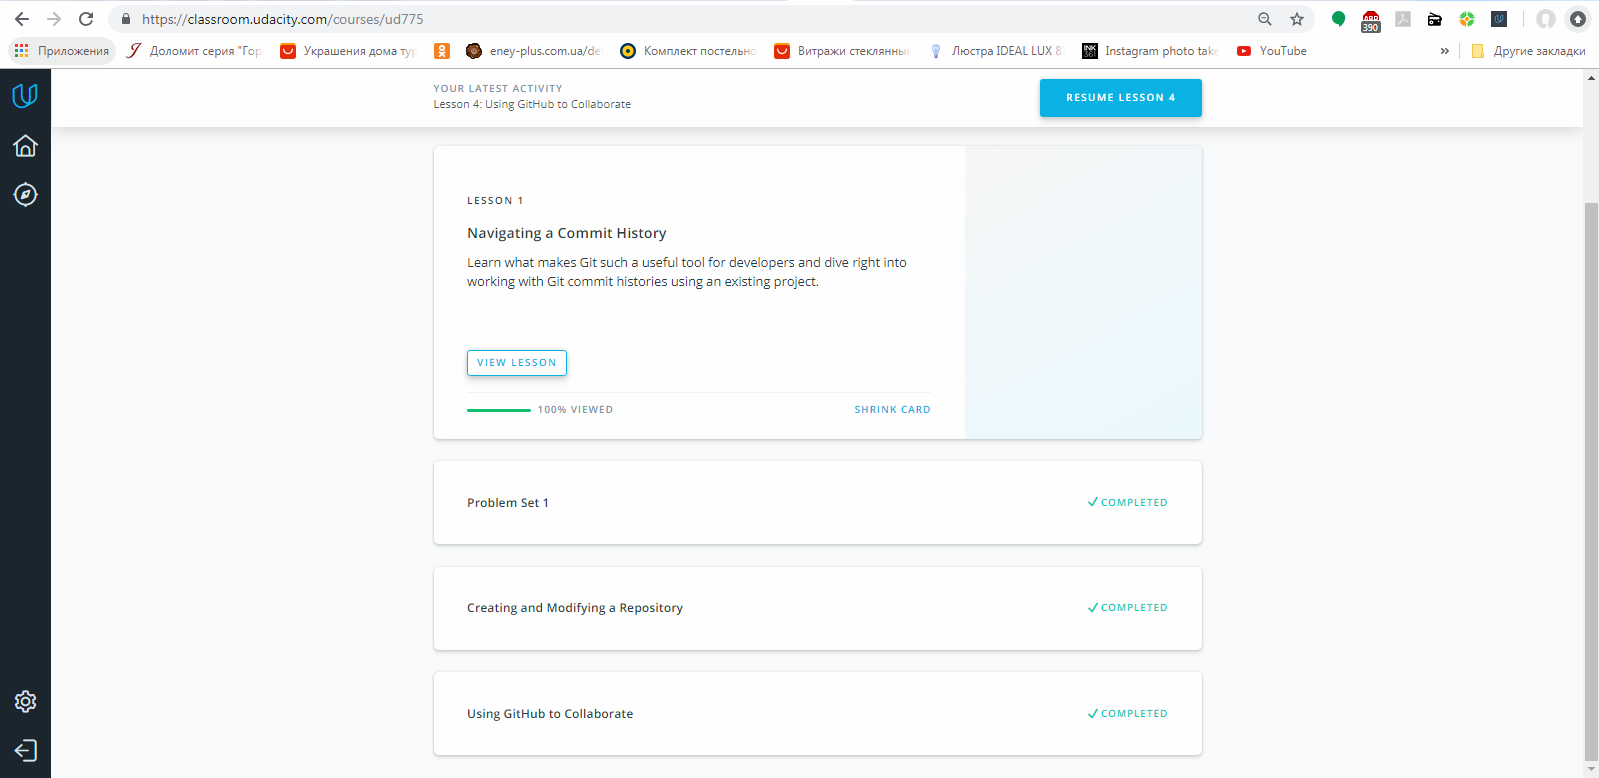 https://classroom.udacity.com/courses/ud775
390
Приложения
Доломит серия "Гор
Украшения дома тур
eney-plus.com.ua/de
Комплект постельно
Витражи стеклянные
Люстра IDEAL LUX 8
Instagram photo take
YouTube
»
Другие закладки
YOUR LATEST ACTIVITY
Lesson 4: Using GitHub to Collaborate
RESUME LESSON 4
LESSON 1
Navigating a Commit History
Learn what makes Git such a useful tool for developers and dive right into
working with Git commit histories using an existing project.
VIEW LESSON
100% VIEWED
SHRINK CARD
Problem Set 1
COMPLETED
Creating and Modifying a Repository
COMPLETED
Using GitHub to Collaborate
COMPLETED